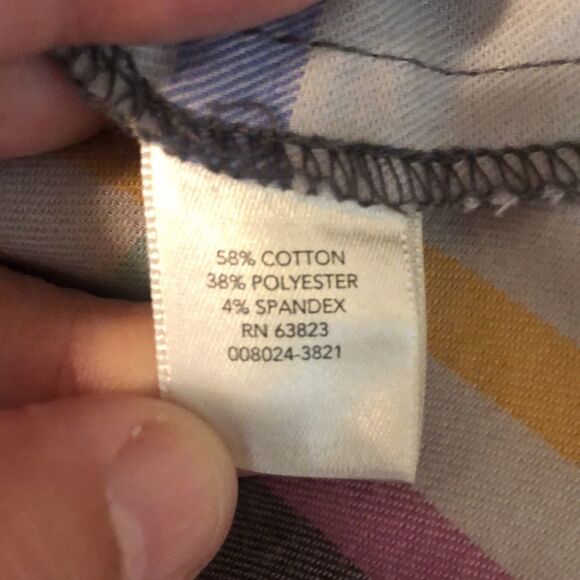 58% COTTON
38% POLYESTER
4% SPANDEX
RN 63823
008024-3821